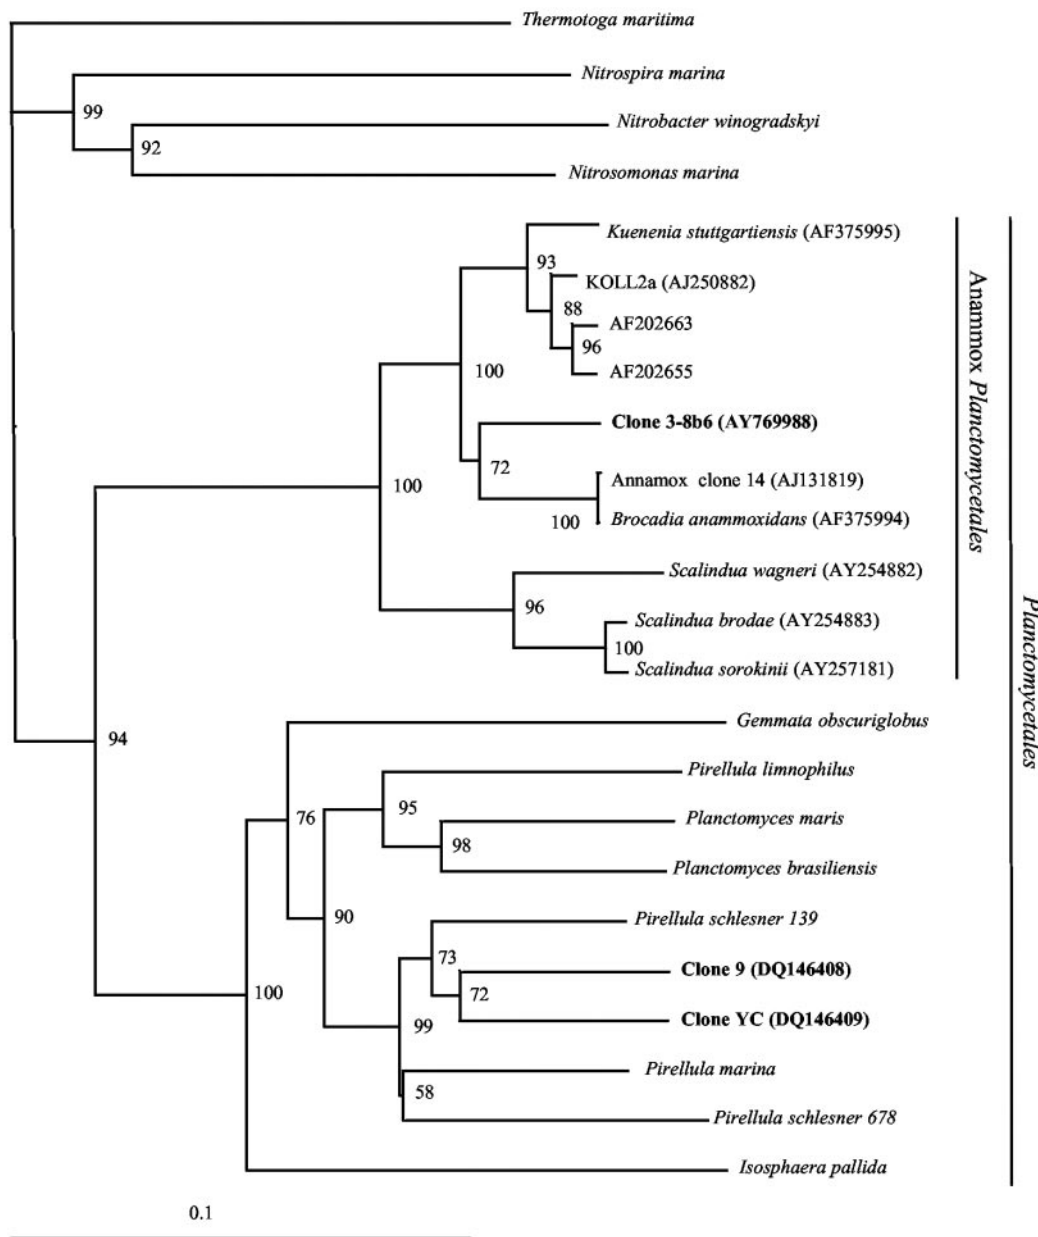 Thermotoga maritima
Nitrospira marina
99
Nitrobacter winogradskyi
92
Nitrosomonas marina
Kuenenia stuttgartiensis (AF375995)
93
KOLL2a (AJ250882)
88
AF202663
96
AF202655
100
Clone 3-8b6 (AY769988)
72
100
Annamox clone 14 (AJ131819)
100
Brocadia anammoxidans (AF375994)
Scalindua wagneri (AY254882)
96
Scalindua brodae (AY254883)
100
Scalindua sorokinii (AY257181)
Anammox Planctomycetales
Planctomycetales
Gemmata obscuriglobus
94
Pirellula limnophilus
95
76
Planctomyces maris
98
Planctomyces brasiliensis
90
Pirellula schlesner 139
73
Clone 9 (DQ146408)
100
72
Clone YC (DQ146409)
99
Pirellula marina
58
Pirellula schlesner 678
Isosphaera pallida
0.1